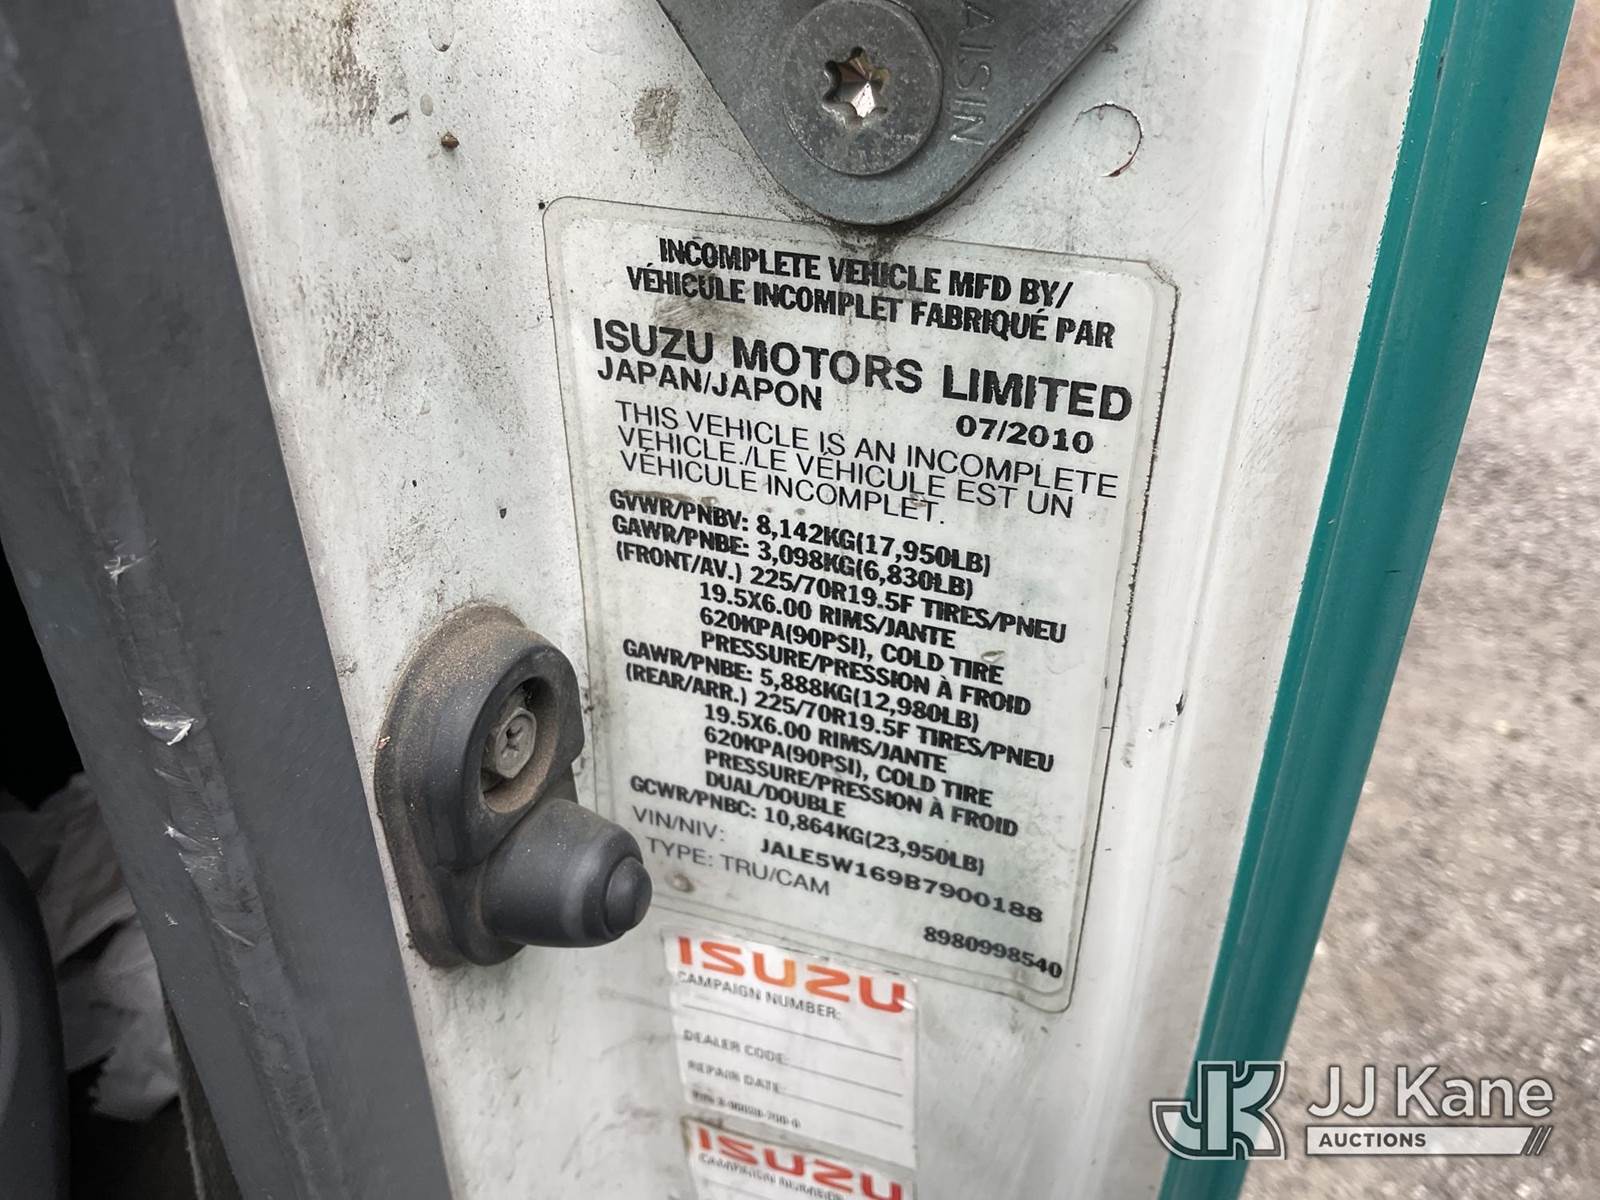 AISIN
INCOMPLETE VEHICLE MFD BY/
VÉHICULE INCOMPLET FABRIQUÉ PAR
ISUZU MOTORS LIMITED
JAPAN/JAPON 07/2010
THIS VEHICLE IS AN INCOMPLETE
VEHICLE./LE VÉHICULE EST UN
VÉHICULE INCOMPLET.
GVWR/PNBV: 8,142KG(17,950LB)
GAWR/PNBE: 3,098KG(6,830LB)
(FRONT/AV.) 225/70R19.5F TIRES/PNEU
19.5X6.00 RIMS/JANTE
620KPA(90PSI), COLD TIRE
PRESSURE/PRESSION À FROID
GAWR/PNBE: 5,888KG(12,980LB)
(REAR/ARR.) 225/70R19.5F TIRES/PNEU
19.5X6.00 RIMS/JANTE
620KPA(90PSI), COLD TIRE
PRESSURE/PRESSION À FROID
DUAL/DOUBLE
GCWR/PNBC: 10,864KG(23,950LB)
VIN/NIV: JALE5W169B7900188
TYPE: TRU/CAM
8980998540
ISUZU
CAMPAIGN NUMBER:
DEALER CODE:
REPAIR DATE:
ISUZU
CAMPAIGN NUMBER:
JK JJ Kane
AUCTIONS